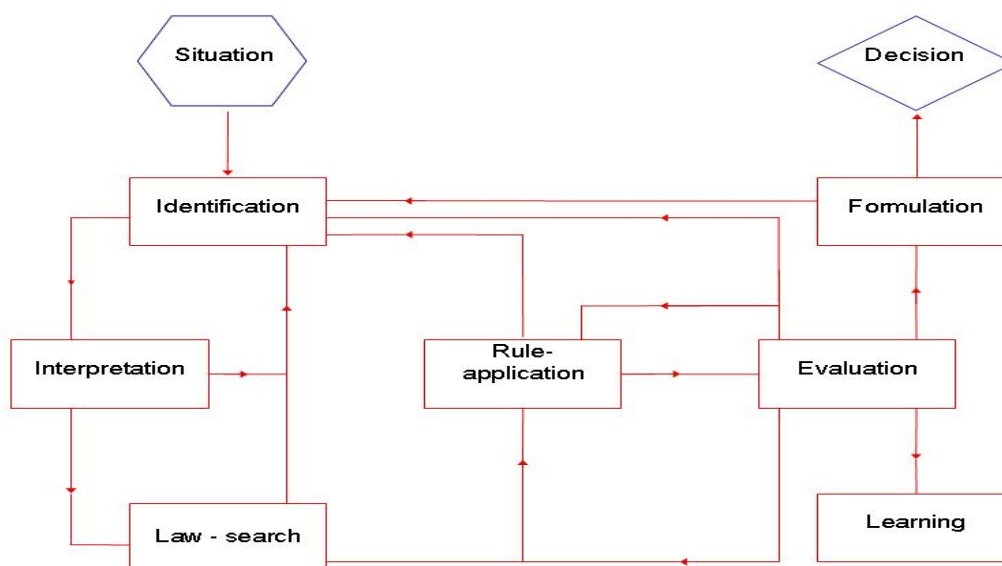 Situation
Decision
Identification
Formulation
Interpretation
Rule-
application
Evaluation
Law - search
Learning